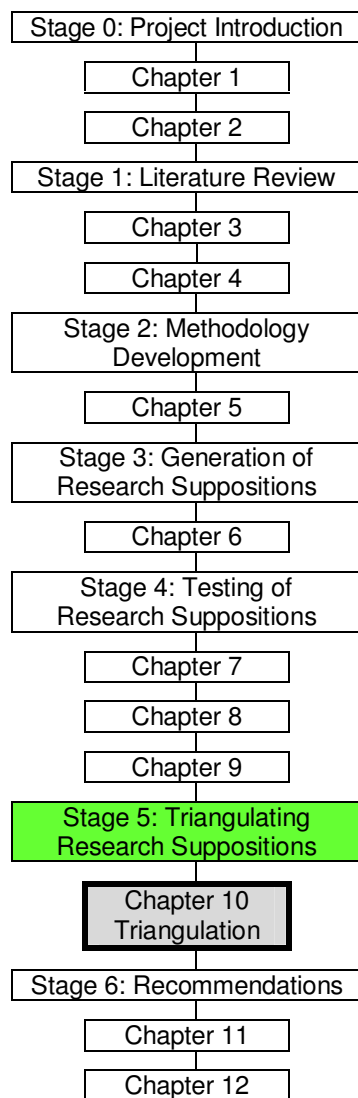 Stage 0: Project Introduction
Chapter 1
Chapter 2
Stage 1: Literature Review
Chapter 3
Chapter 4
Stage 2: Methodology
Development
Chapter 5
Stage 3: Generation of
Research Suppositions
Chapter 6
Stage 4: Testing of
Research Suppositions
Chapter 7
Chapter 8
Chapter 9
Stage 5: Triangulating
Research Suppositions
Chapter 10
Triangulation
Stage 6: Recommendations
Chapter 11
Chapter 12